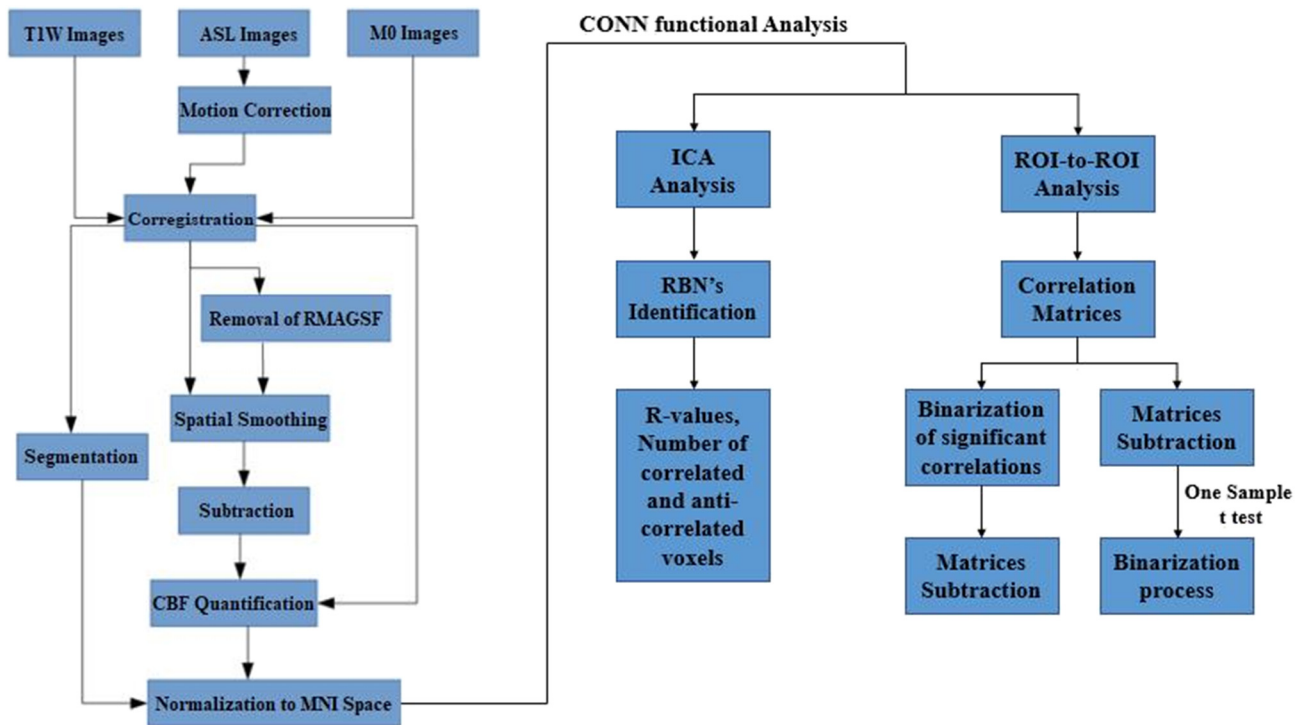 T1W Images
ASL Images
M0 Images
Motion Correction
Corregistration
Removal of RMAGSF
Spatial Smoothing
Segmentation
Subtraction
CBF Quantification
Normalization to MNI Space
CONN functional Analysis
ICA
Analysis
RBN's
Identification
R-values,
Number of
correlated
and anti-
correlated
voxels
ROI-to-ROI
Analysis
Correlation
Matrices
Binarization
of significant
correlations
Matrices
Subtraction
Matrices
Subtraction
One Sample
t test
Binarization
process